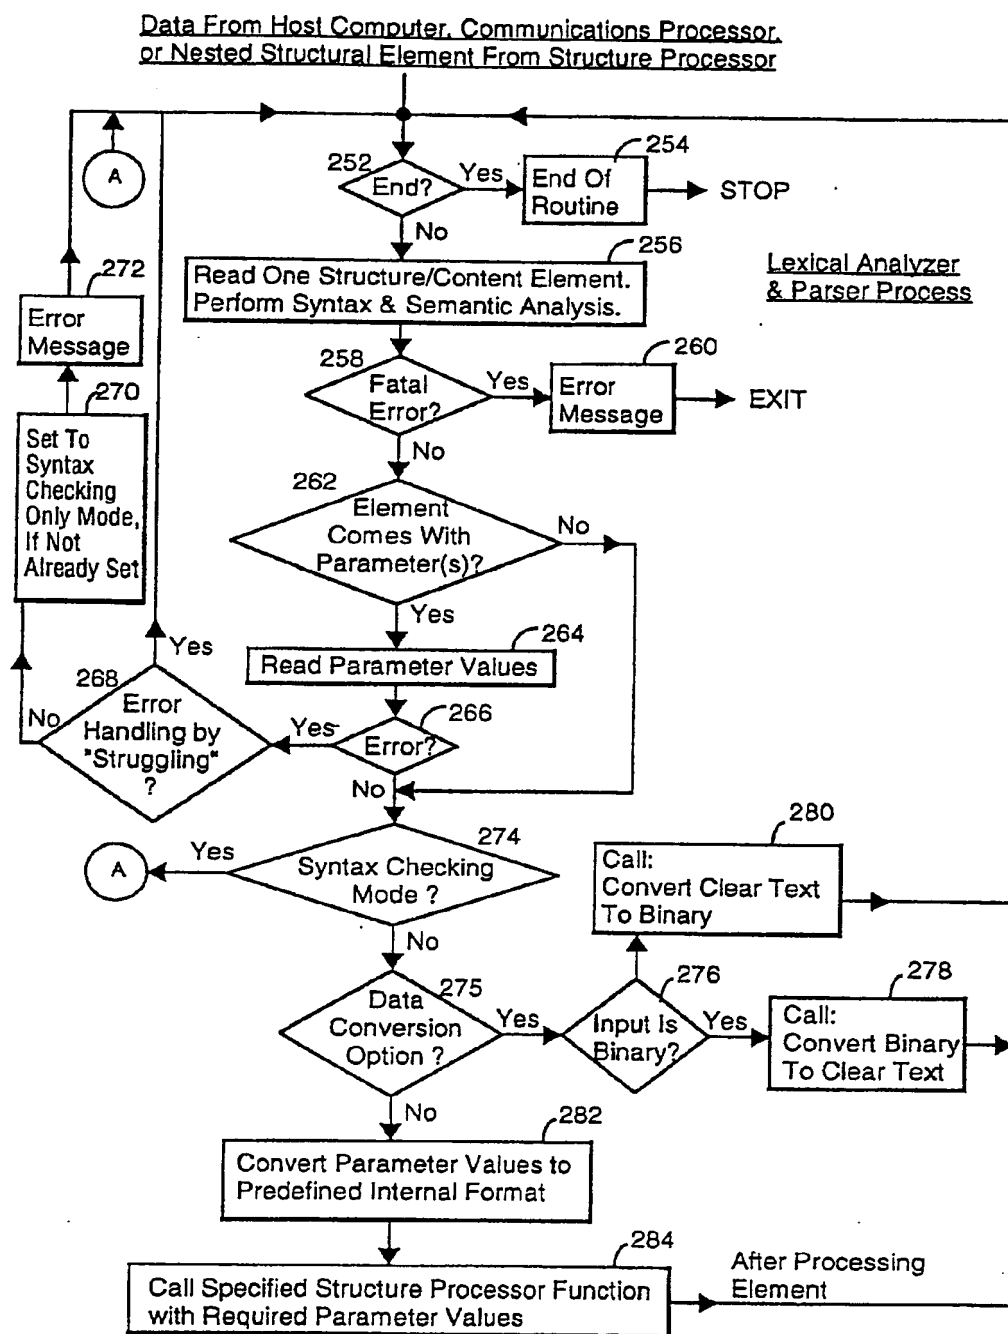 Data From Host Computer, Communications Processor,
or Nested Structural Element From Structure Processor
A
252
End?
Yes
254
End Of
Routine
STOP
No
256
Read One Structure/Content Element.
Perform Syntax & Semantic Analysis.
Lexical Analyzer
& Parser Process
272
Error
Message
258
Fatal
Error?
Yes
260
Error
Message
EXIT
No
270
Set To
Syntax
Checking
Only Mode,
If Not
Already Set
262
Element
Comes With
Parameter(s)?
No
Yes
264
Read Parameter Values
Yes
268
Error
Handling by
"Struggling"
?
No
Yes
266
Error?
No
274
Syntax Checking
Mode ?
Yes
A
No
280
Call:
Convert Clear Text
To Binary
275
Data
Conversion
Option ?
Yes
276
Input Is
Binary?
Yes
278
Call:
Convert Binary
To Clear Text
No
282
Convert Parameter Values to
Predefined Internal Format
284
Call Specified Structure Processor Function
with Required Parameter Values
After Processing
Element